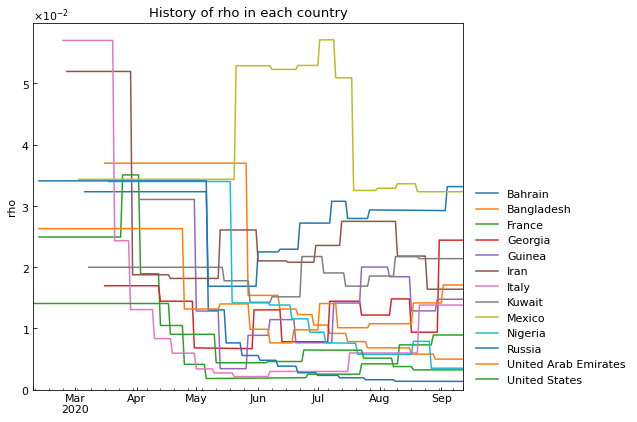 History of rho in each country
×10⁻²
5
4
3
2
1
0
rho
Mar
2020
Apr
May
Jun
Jul
Aug
Sep
Bahrain
Bangladesh
France
Georgia
Guinea
Iran
Italy
Kuwait
Mexico
Nigeria
Russia
United Arab Emirates
United States